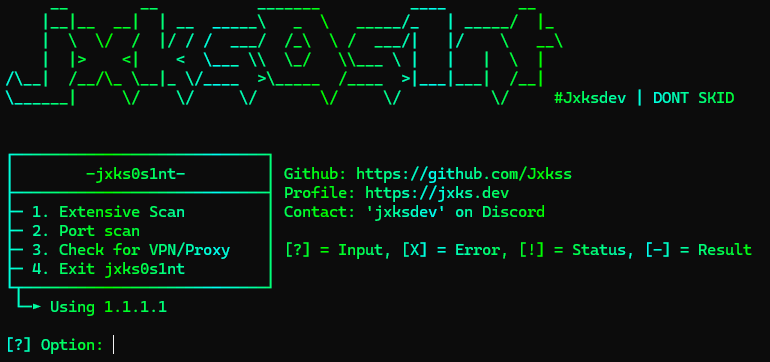 Jxks0s1nt
#Jxksdev | DONT SKID
-jxks0s1nt-
Github: https://github.com/Jxkss
Profile: https://jxks.dev
1. Extensive Scan
Contact: 'jxksdev' on Discord
2. Port scan
3. Check for VPN/Proxy
[?] = Input, [X] = Error, [!] = Status, [-] = Result
4. Exit jxks0s1nt
Using 1.1.1.1
[?] Option: